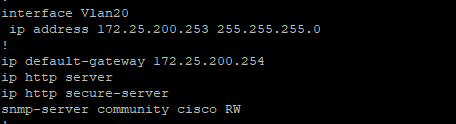 interface Vlan20
 ip address 172.25.200.253 255.255.255.0
!
ip default-gateway 172.25.200.254
ip http server
ip http secure-server
snmp-server community cisco RW